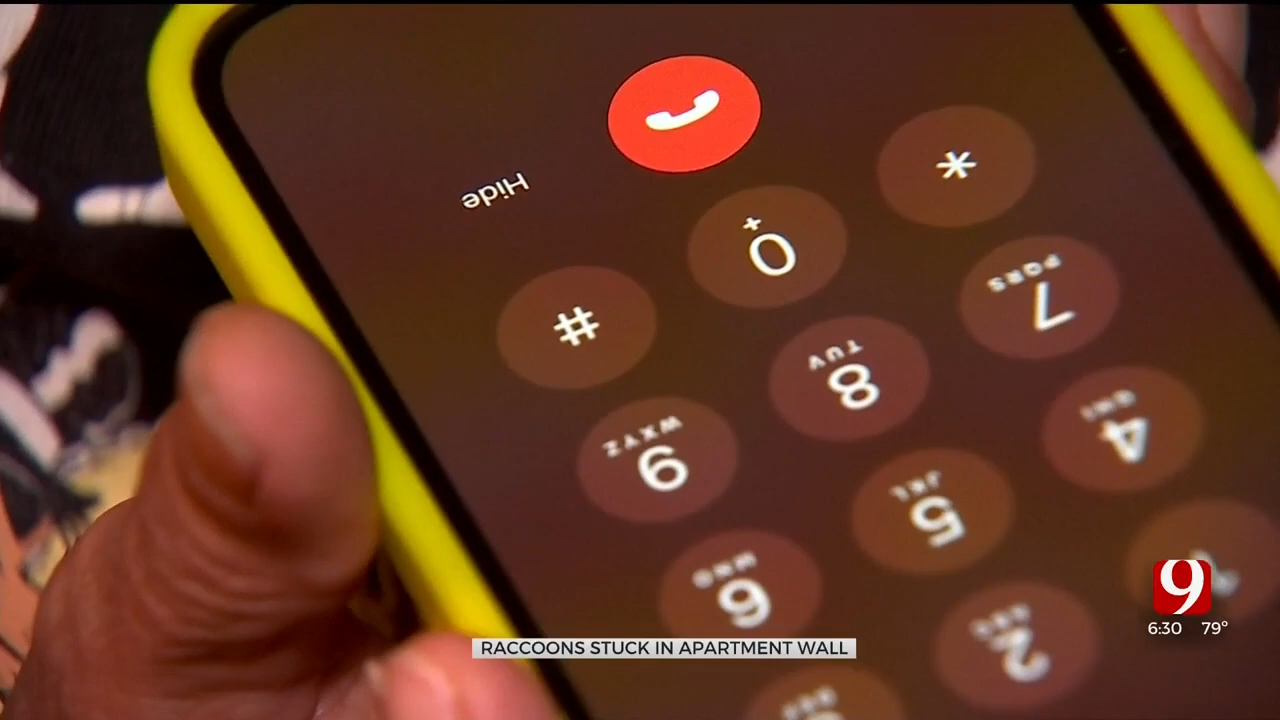 Hide
*
0
+
#
7
PQRS
8
TUV
9
WXYZ
4
GHI
5
JKL
6
MNO
2
ABC
RACCOONS STUCK IN APARTMENT WALL
9
6:30 79°